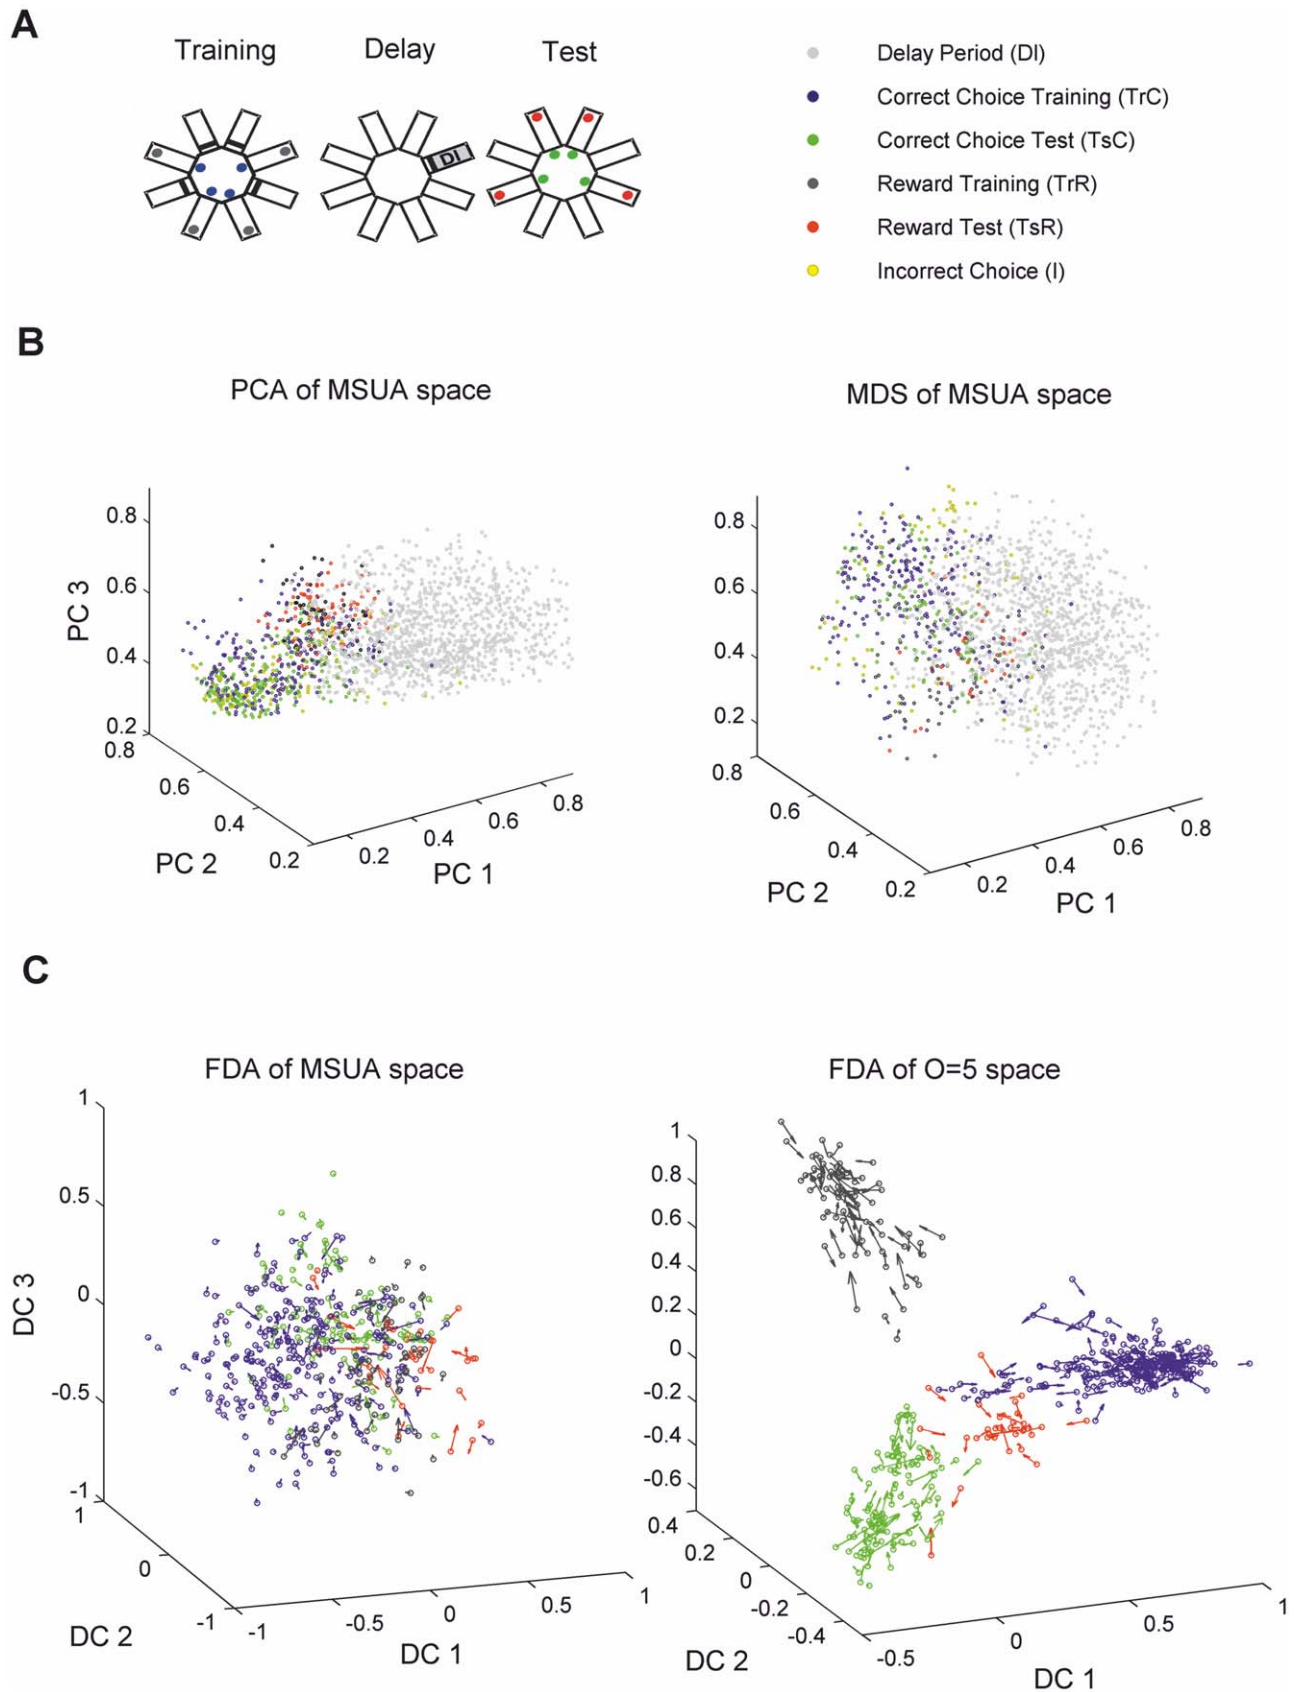 A
Training
Delay
Test
DI
Delay Period (DI)
Correct Choice Training (TrC)
Correct Choice Test (TsC)
Reward Training (TrR)
Reward Test (TsR)
Incorrect Choice (I)
B
PCA of MSUA space
MDS of MSUA space
PC 3
0.8
0.6
0.4
0.2
0.8
0.6
0.4
0.2
PC 2
0.2
0.4
0.6
0.8
PC 1
0.8
0.6
0.4
0.2
0.8
0.6
0.4
0.2
PC 2
0.2
0.4
0.6
0.8
PC 1
C
FDA of MSUA space
FDA of O=5 space
DC 3
1
0.5
0
-0.5
-1
1
0
-1
DC 2
-1
-0.5
0
0.5
1
DC 1
1
0.8
0.6
0.4
0.2
0
-0.2
-0.4
-0.6
0.4
0.2
0
-0.2
-0.4
DC 2
-0.5
0
0.5
1
DC 1